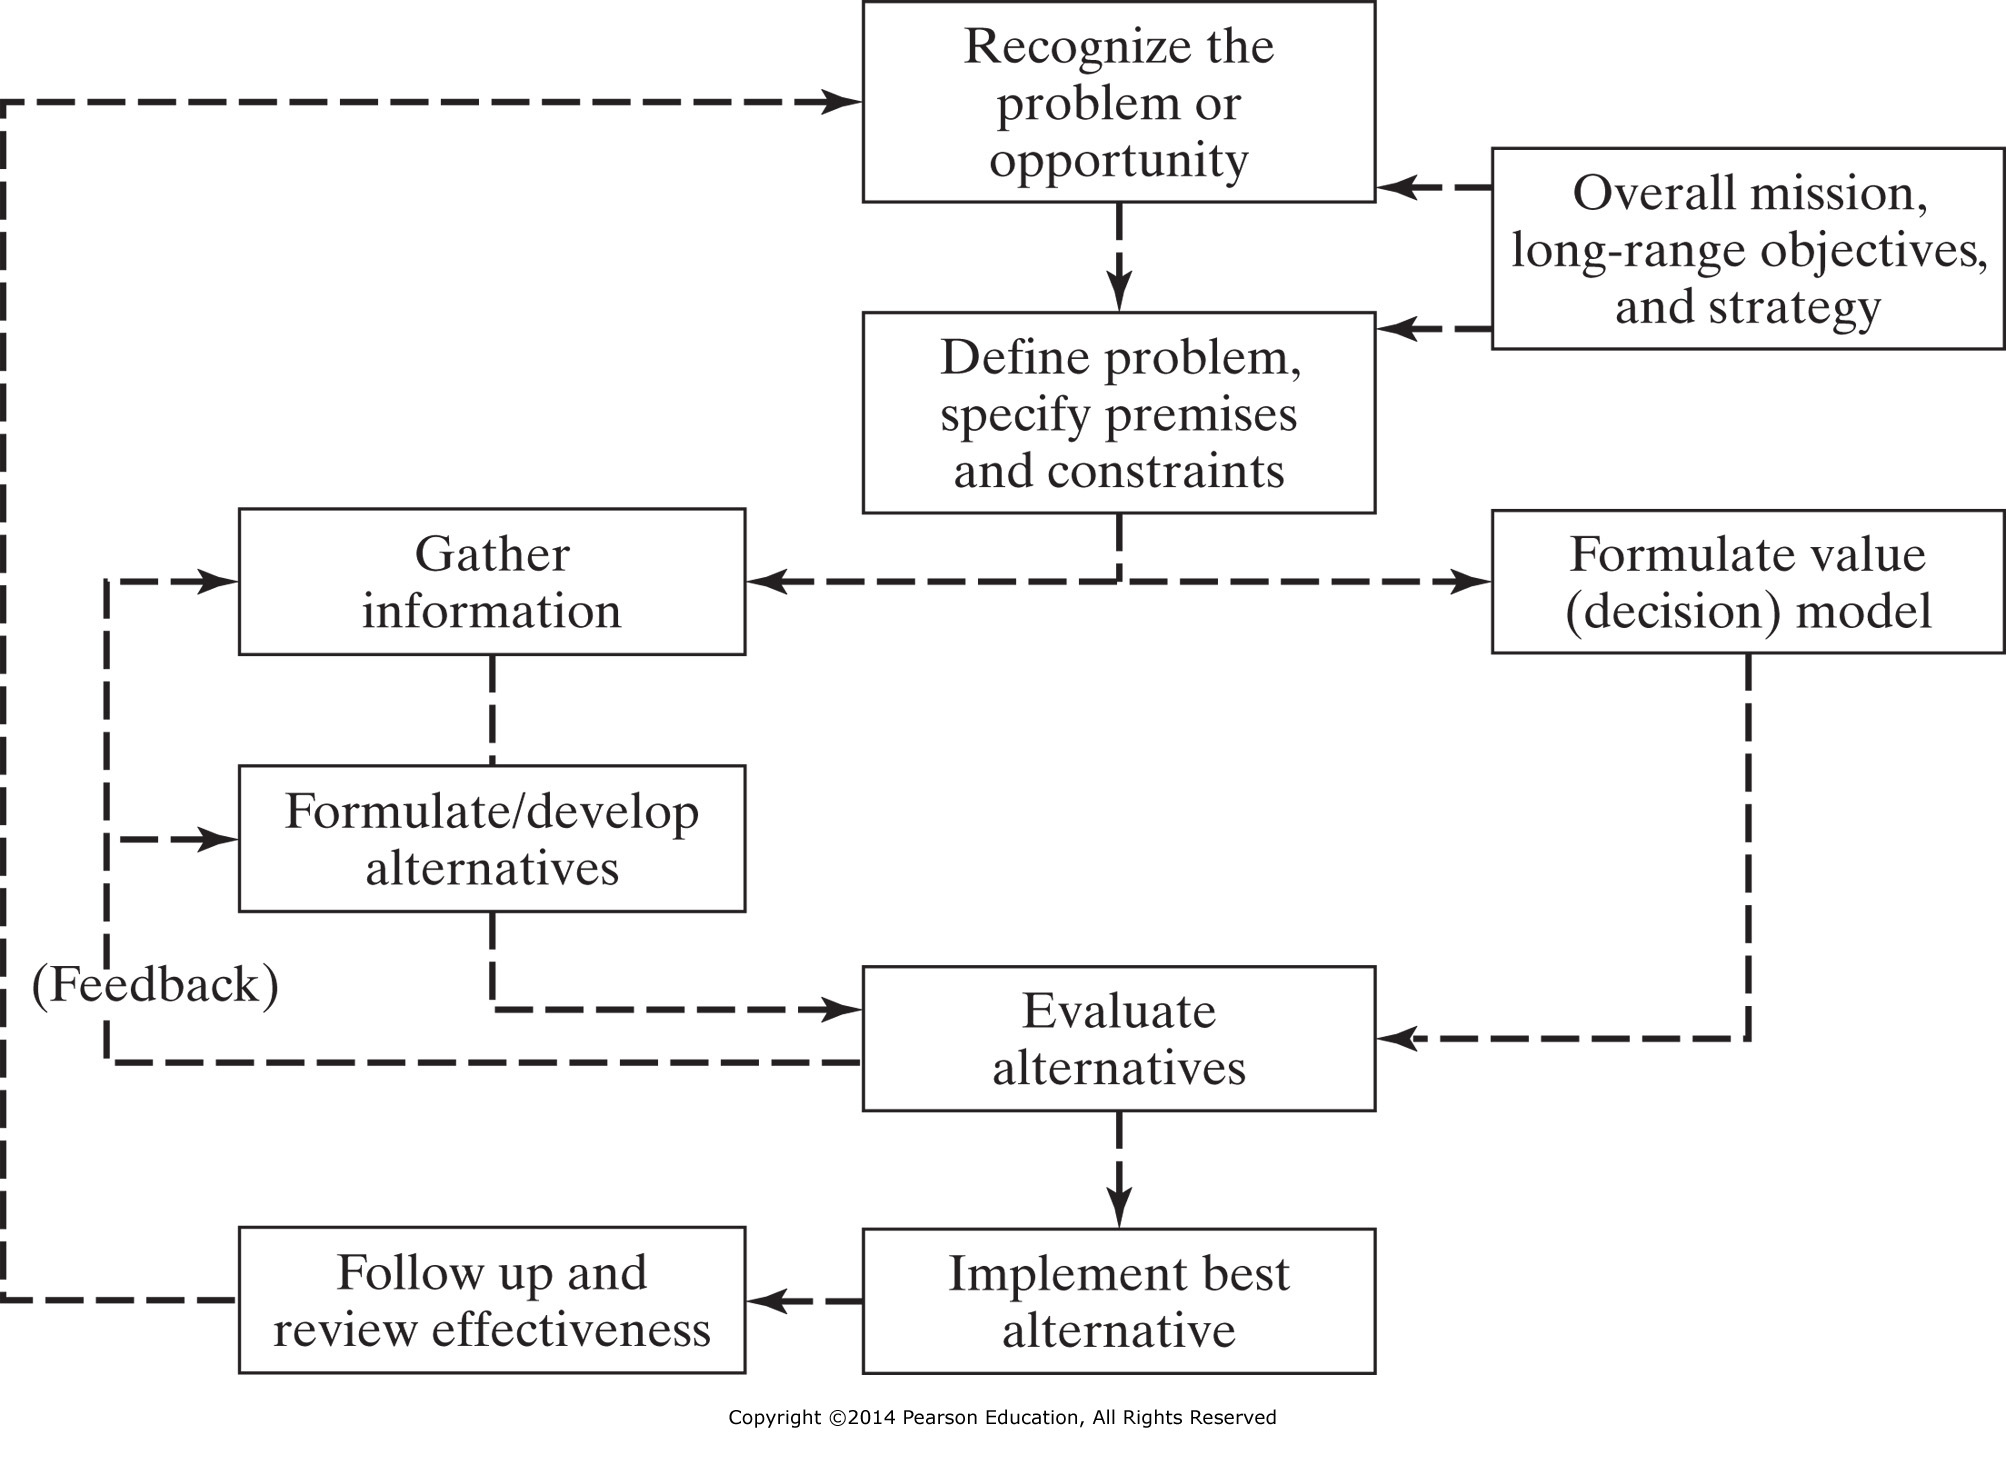 Recognize the
problem or
opportunity
Overall mission,
long-range objectives,
and strategy
Define problem,
specify premises
and constraints
Gather
information
Formulate value
(decision) model
Formulate/develop
alternatives
(Feedback)
Evaluate
alternatives
Follow up and
review effectiveness
Implement best
alternative
Copyright ©2014 Pearson Education, All Rights Reserved